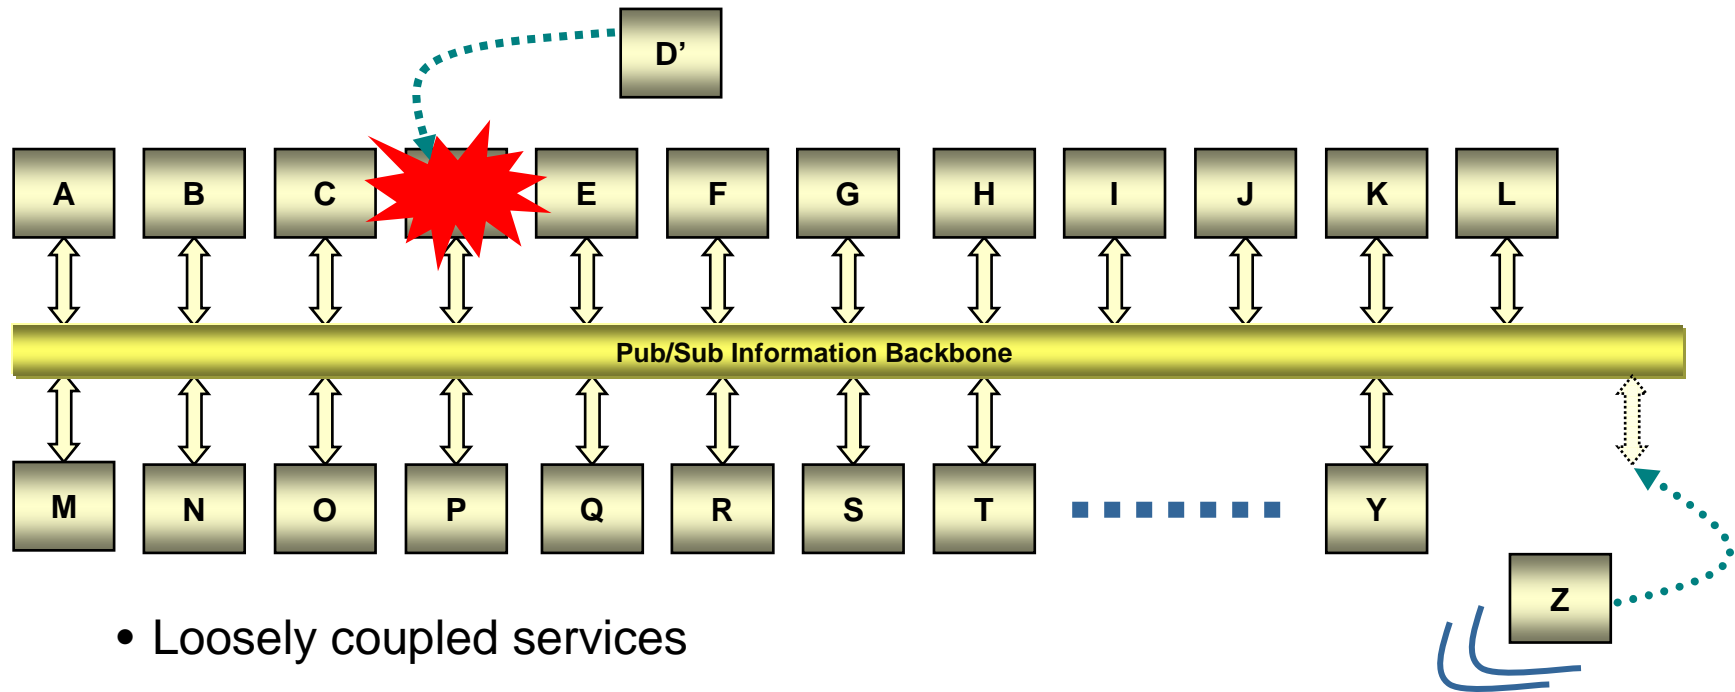 D’
A B C E F G H I J K L
Pub/Sub Information Backbone
M N O P Q R S T Y
Z
• Loosely coupled services